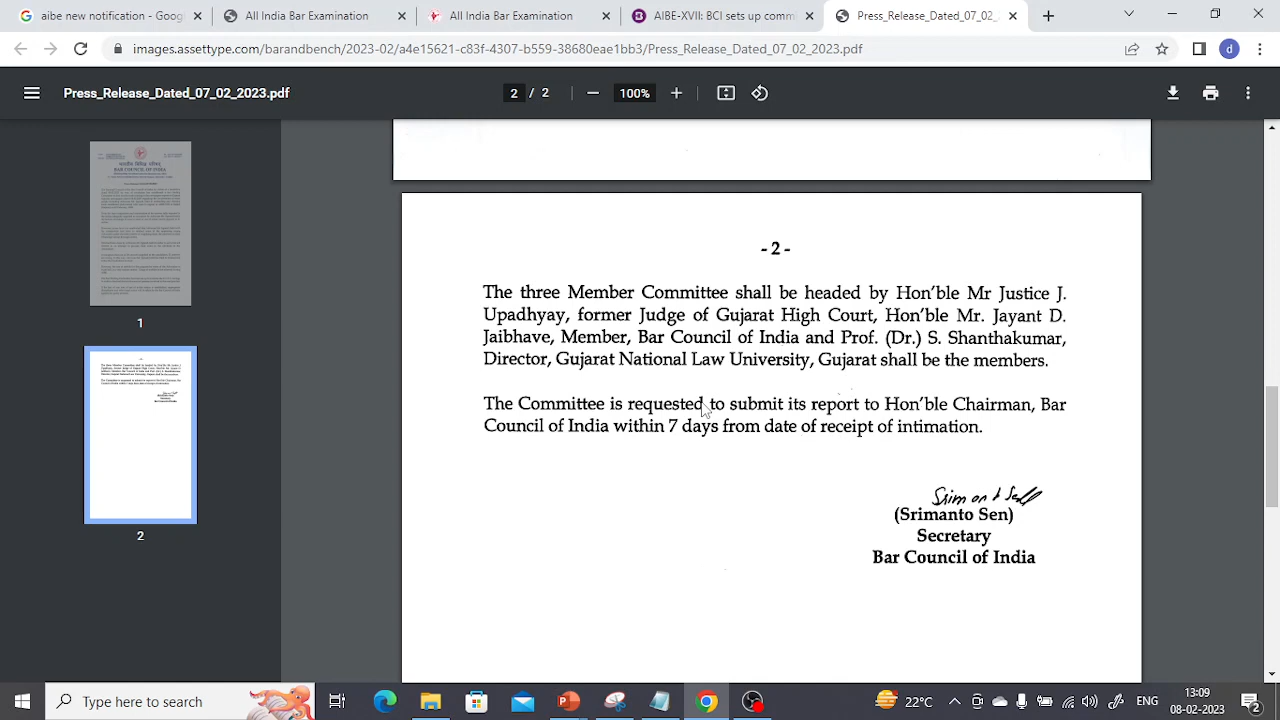 aibe new notification - Goog
All India Bar Examination
All India Bar Examination
AIBE-XVII: BCI sets up comm
Press_Release_Dated_07_02_
images.assettype.com/barandbench/2023-02/a4e15621-c83f-4307-b559-38680eae1bb3/Press_Release_Dated_07_02_2023.pdf
d
Press_Release_Dated_07_02_2023.pdf
2 / 2
100%
BAR COUNCIL OF INDIA
1
2
- 2 -
The three Member Committee shall be headed by Hon'ble Mr Justice J.
Upadhyay, former Judge of Gujarat High Court, Hon'ble Mr. Jayant D.
Jaibhave, Member, Bar Council of India and Prof. (Dr.) S. Shanthakumar,
Director, Gujarat National Law University, Gujarat shall be the members.
The Committee is requested to submit its report to Hon'ble Chairman, Bar
Council of India within 7 days from date of receipt of intimation.
(Srimanto Sen)
Secretary
Bar Council of India
Type here to search
22°C
ENG
13:09
08-02-2023
2